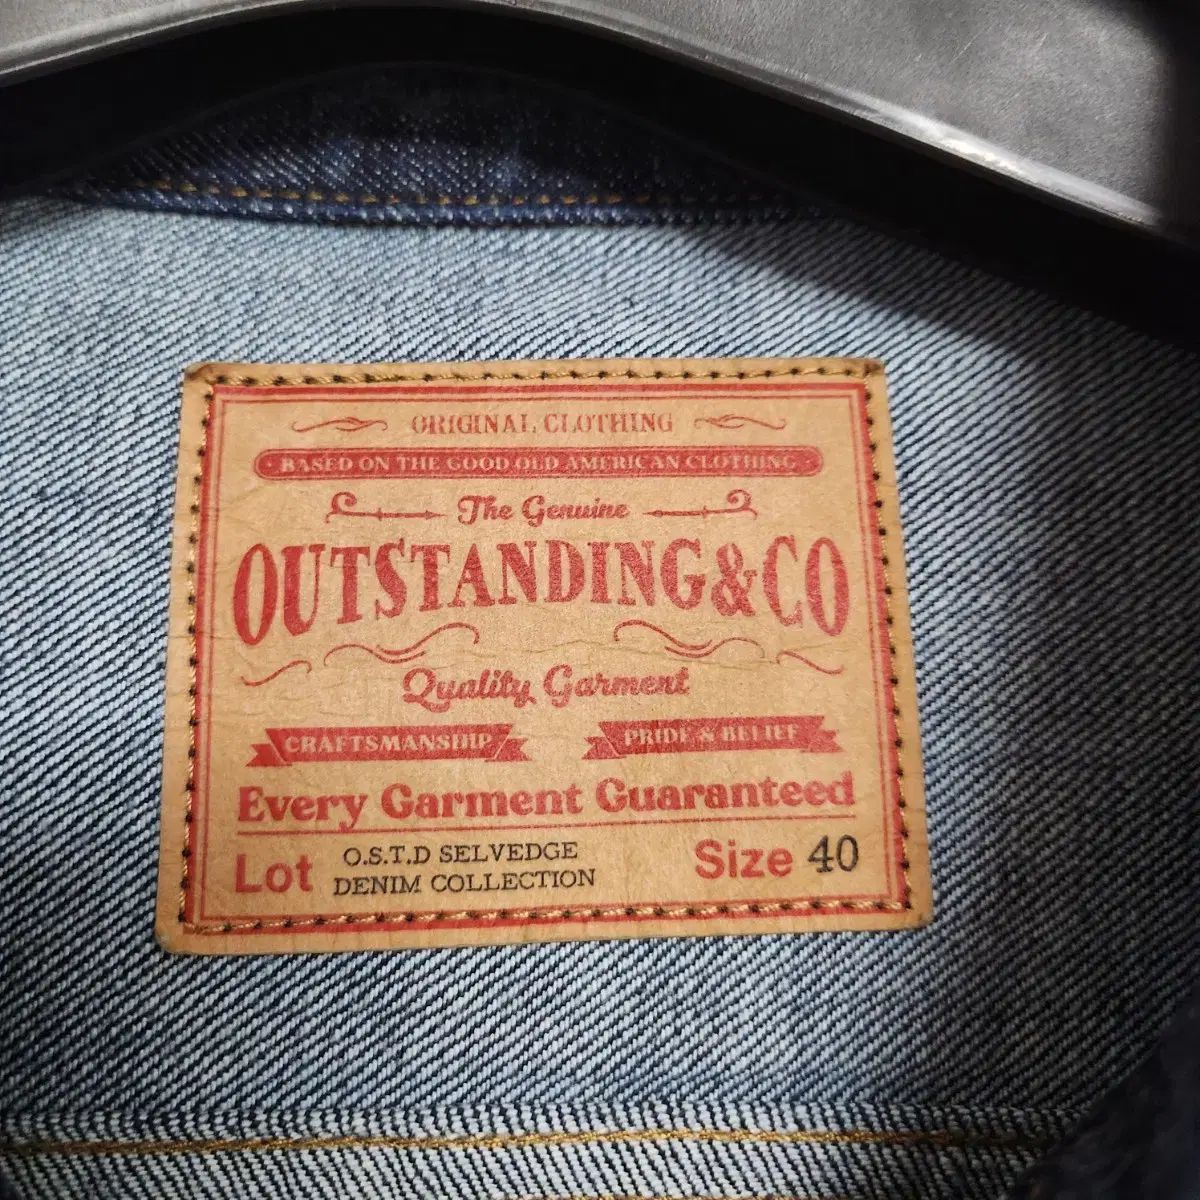 ORIGINAL CLOTHING
BASED ON THE GOOD OLD AMERICAN CLOTHING
The Genuine
OUTSTANDING&CO
Quality Garment
CRAFTSMANSHIP PRIDE & BELIEF
Every Garment Guaranteed
Lot O.S.T.D SELVEDGE
DENIM COLLECTION
Size 40